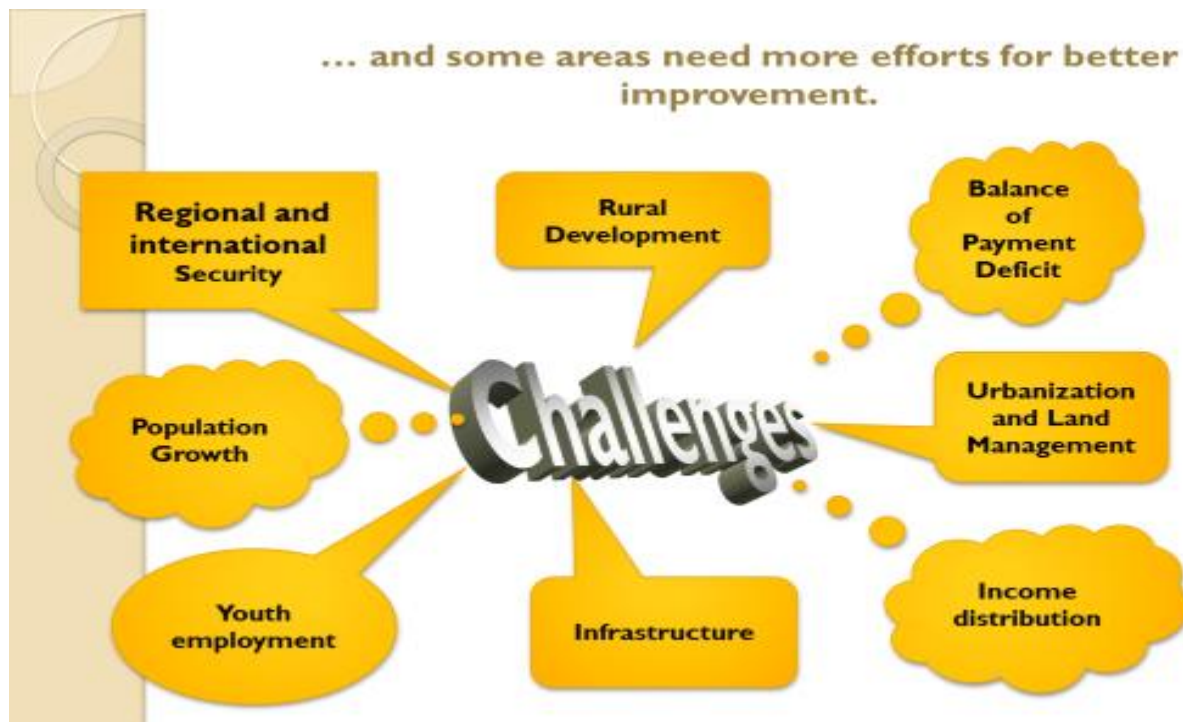 ... and some areas need more efforts for better
improvement.
Regional and
international
Security
Rural
Development
Balance
of
Payment
Deficit
Population
Growth
Challenges
Urbanization
and Land
Management
Youth
employment
Infrastructure
Income
distribution